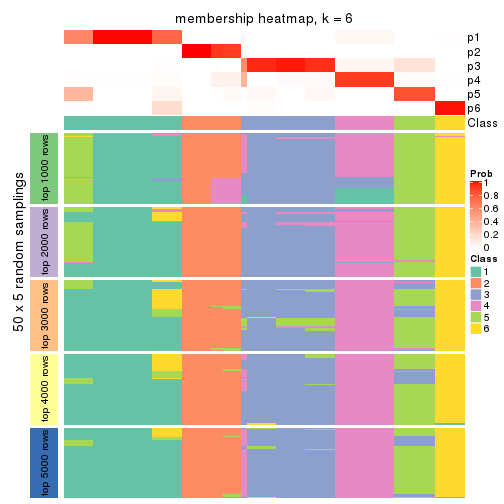 membership heatmap, k = 6
p1
p2
p3
p4
p5
p6
Class
50 x 5 random samplings
top 1000 rows
top 2000 rows
top 3000 rows
top 4000 rows
top 5000 rows
Prob
1
0.8
0.6
0.4
0.2
0
Class
1
2
3
4
5
6